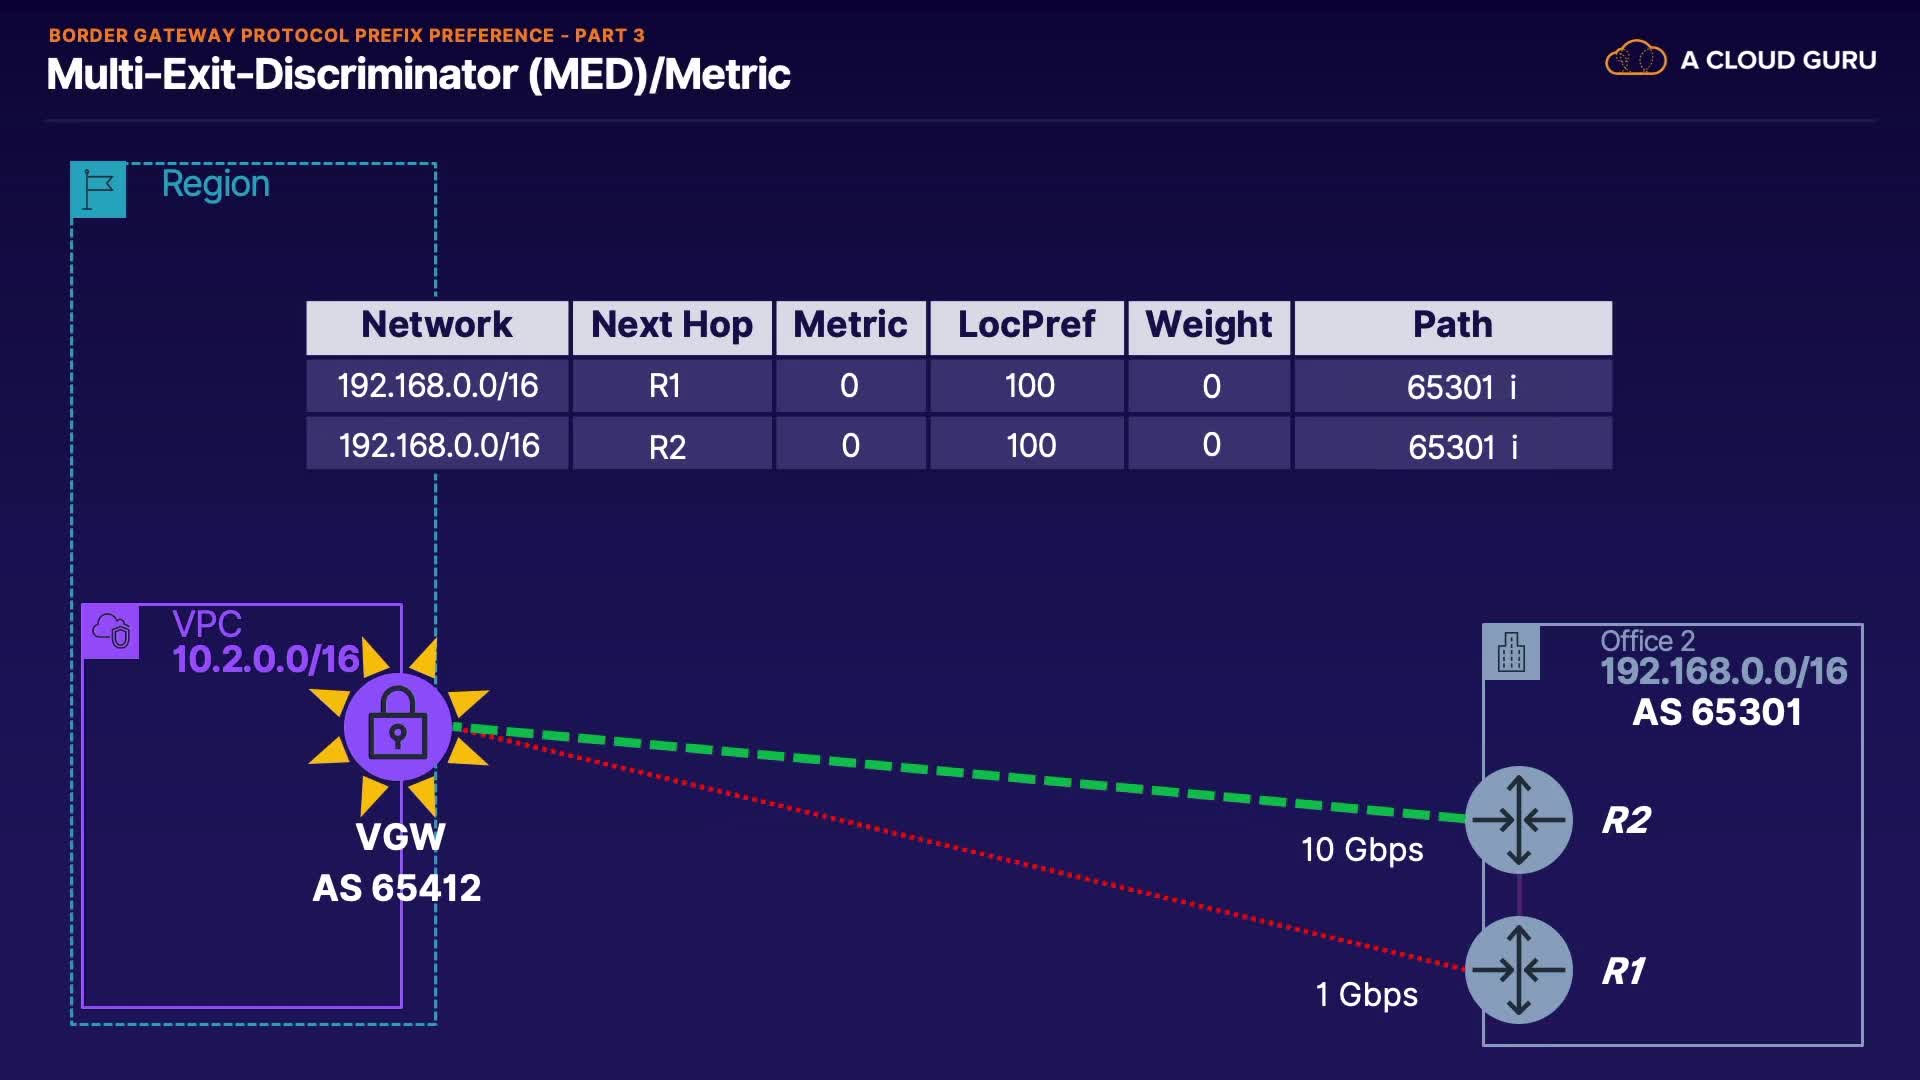 BORDER GATEWAY PROTOCOL PREFIX PREFERENCE - PART 3
Multi-Exit-Discriminator (MED)/Metric
A CLOUD GURU
Region
Network Next Hop Metric LocPref Weight Path
192.168.0.0/16 R1 0 100 0 65301 i
192.168.0.0/16 R2 0 100 0 65301 i
VPC
10.2.0.0/16
VGW
AS 65412
Office 2
192.168.0.0/16
AS 65301
R2
10 Gbps
R1
1 Gbps